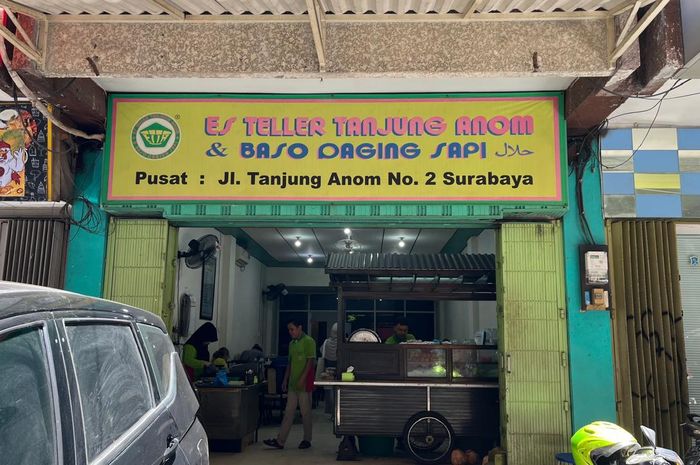 ES TELLER TANJUNG ANOM
& BASO DAGING SAPI حلال
Pusat : Jl. Tanjung Anom No. 2 Surabaya
®